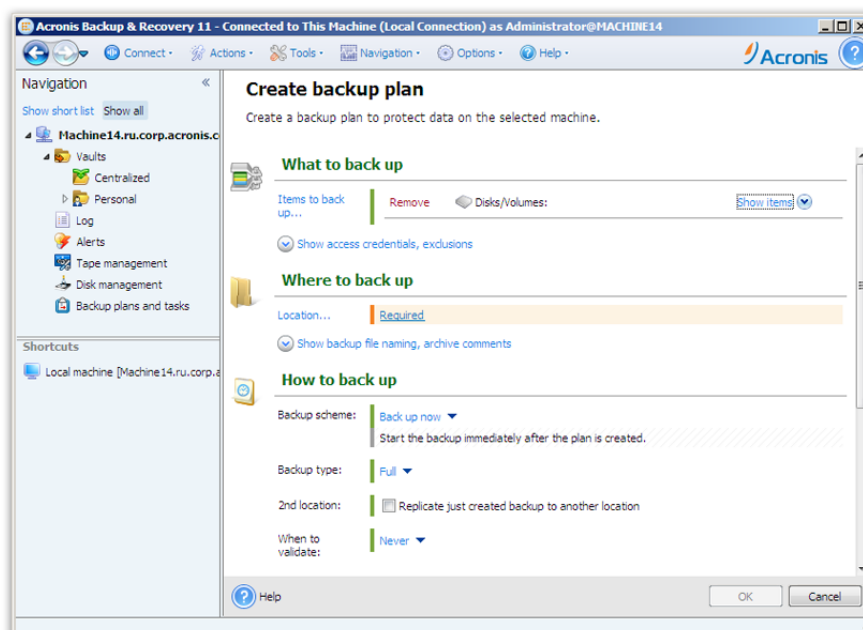 Acronis Backup & Recovery 11 - Connected to This Machine (Local Connection) as Administrator@MACHINE14
Connect Actions Tools Navigation Options Help Acronis
Navigation
Show short list Show all
Machine14.ru.corp.acronis.c
Vaults
Centralized
Personal
Log
Alerts
Tape management
Disk management
Backup plans and tasks
Shortcuts
Local machine [Machine14.ru.corp.a
Create backup plan
Create a backup plan to protect data on the selected machine.
What to back up
Items to back up... Remove Disks/Volumes: Show items
Show access credentials, exclusions
Where to back up
Location... Required
Show backup file naming, archive comments
How to back up
Backup scheme: Back up now
Start the backup immediately after the plan is created.
Backup type: Full
2nd location: Replicate just created backup to another location
When to validate: Never
Help OK Cancel